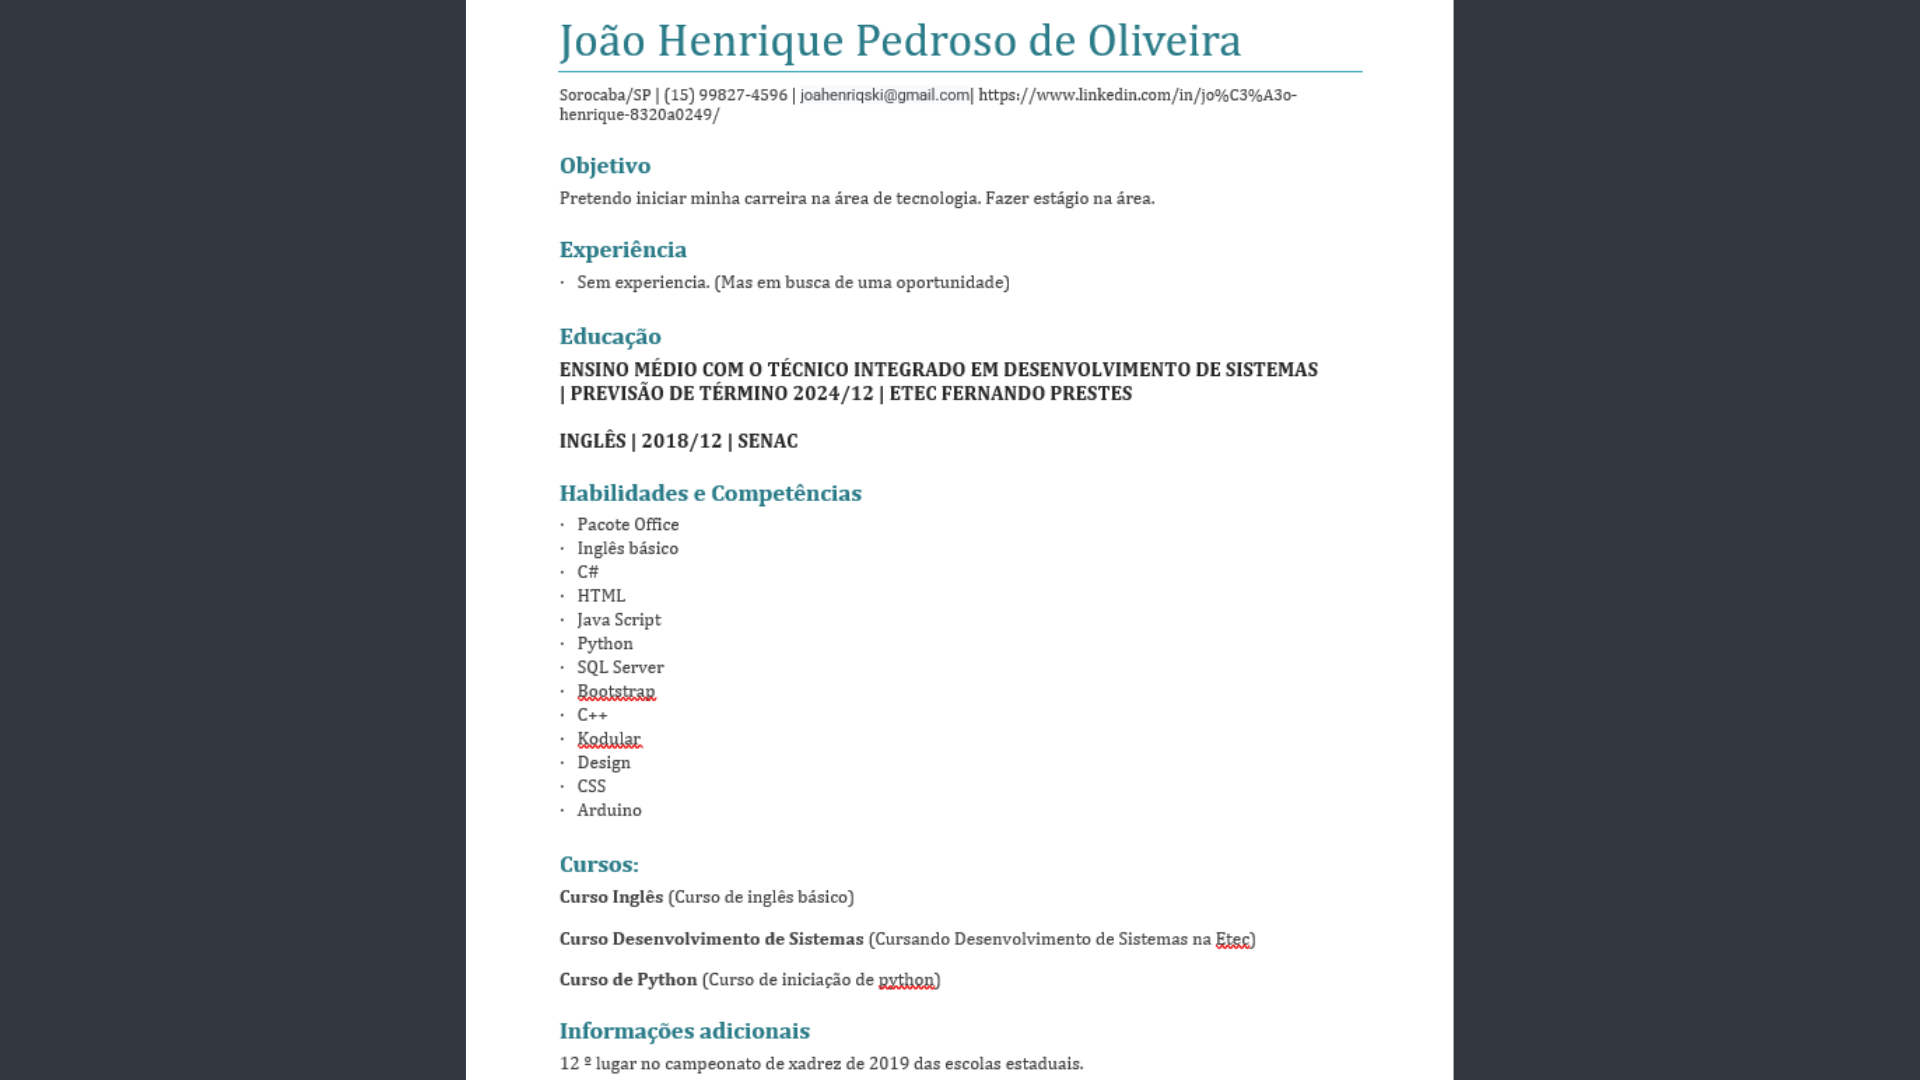 João Henrique Pedroso de Oliveira
Sorocaba/SP | (15) 99827-4596 | joahenriqski@gmail.com| https://www.linkedin.com/in/jo%C3%A3o-
henrique-8320a0249/
Objetivo
Pretendo iniciar minha carreira na área de tecnologia. Fazer estágio na área.
Experiência
· Sem experiencia. (Mas em busca de uma oportunidade)
Educação
ENSINO MÉDIO COM O TÉCNICO INTEGRADO EM DESENVOLVIMENTO DE SISTEMAS
| PREVISÃO DE TÉRMINO 2024/12 | ETEC FERNANDO PRESTES
INGLÊS | 2018/12 | SENAC
Habilidades e Competências
· Pacote Office
· Inglês básico
· C#
· HTML
· Java Script
· Python
· SQL Server
· Bootstrap
· C++
· Kodular
· Design
· CSS
· Arduino
Cursos:
Curso Inglês (Curso de inglês básico)
Curso Desenvolvimento de Sistemas (Cursando Desenvolvimento de Sistemas na Etec)
Curso de Python (Curso de iniciação de python)
Informações adicionais
12 º lugar no campeonato de xadrez de 2019 das escolas estaduais.